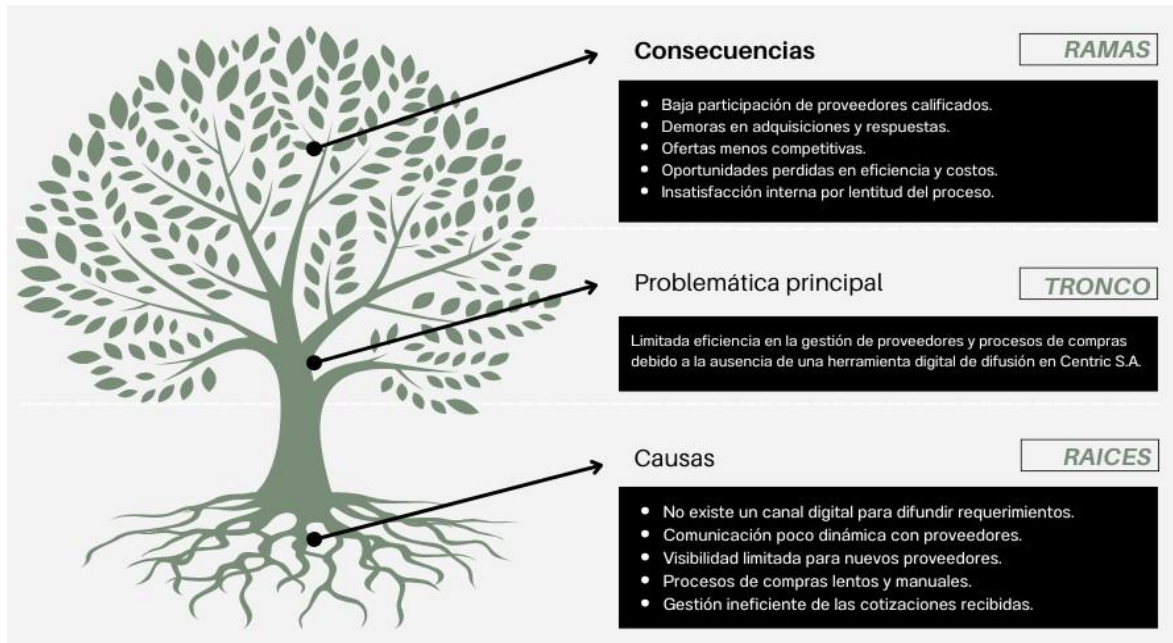 Consecuencias
RAMAS
• Baja participación de proveedores calificados.
• Demoras en adquisiciones y respuestas.
• Ofertas menos competitivas.
• Oportunidades perdidas en eficiencia y costos.
• Insatisfacción interna por lentitud del proceso.
Problemática principal
TRONCO
Limitada eficiencia en la gestión de proveedores y procesos de compras
debido a la ausencia de una herramienta digital de difusión en Centric S.A.
Causas
RAICES
• No existe un canal digital para difundir requerimientos.
• Comunicación poco dinámica con proveedores.
• Visibilidad limitada para nuevos proveedores.
• Procesos de compras lentos y manuales.
• Gestión ineficiente de las cotizaciones recibidas.